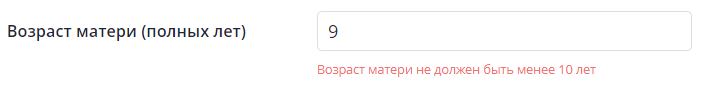 Возраст матери (полных лет)
9
Возраст матери не должен быть менее 10 лет